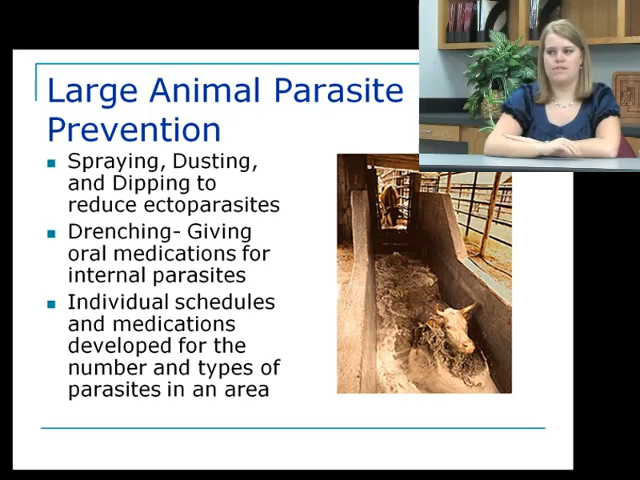 Large Animal Parasite
Prevention
Spraying, Dusting,
and Dipping to
reduce ectoparasites
Drenching- Giving
oral medications for
internal parasites
Individual schedules
and medications
developed for the
number and types of
parasites in an area